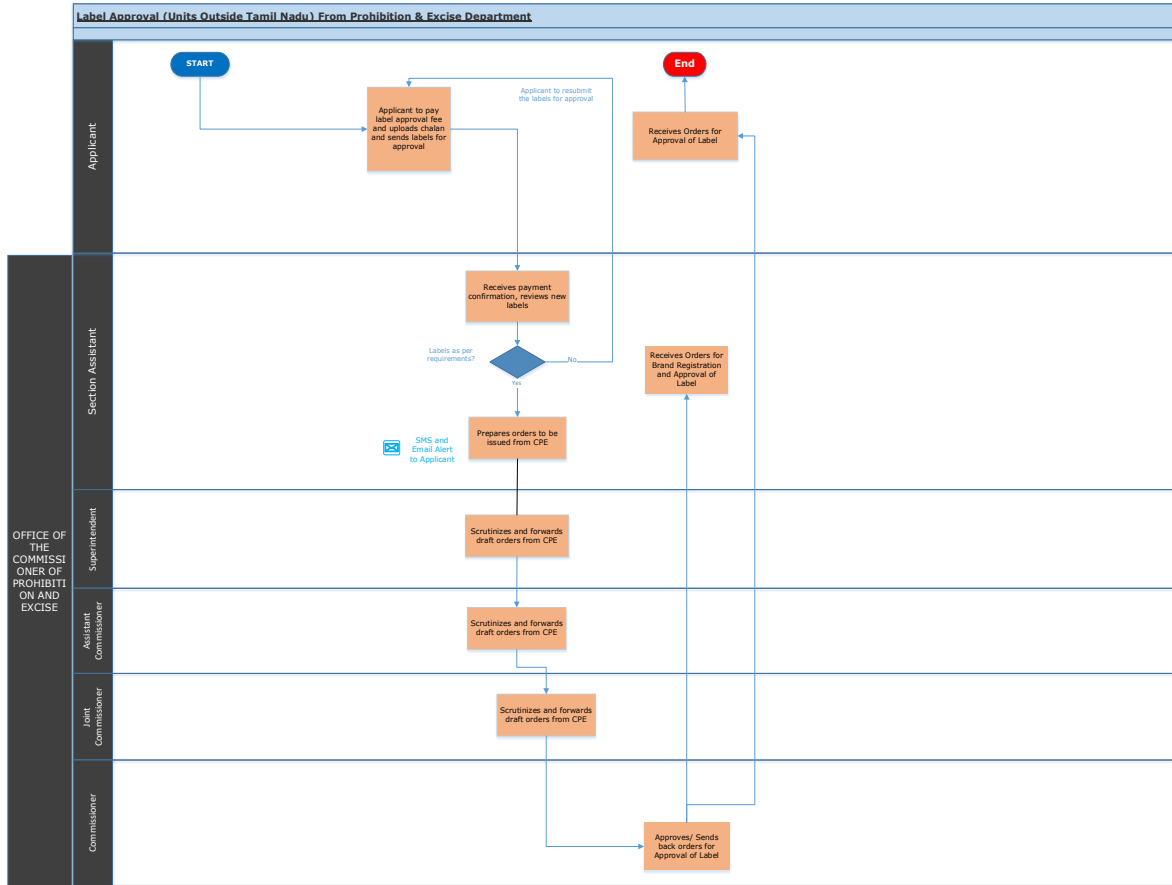 Label Approval (Units Outside Tamil Nadu) From Prohibition & Excise Department
Applicant
START
End
Applicant to resubmit
the labels for approval
Applicant to pay
label approval fee
and uploads chalan
and sends labels for
approval
Receives Orders for
Approval of Label
OFFICE OF
THE
COMMISSI
ONER OF
PROHIBITI
ON AND
EXCISE
Section Assistant
Receives payment
confirmation, reviews new
labels
Labels as per
requirements?
No
Yes
Receives Orders for
Brand Registration
and Approval of
Label
Prepares orders to be
issued from CPE
SMS and
Email Alert
to Applicant
Superintendent
Scrutinizes and forwards
draft orders from CPE
Assistant
Commissioner
Scrutinizes and forwards
draft orders from CPE
Joint
Commissioner
Scrutinizes and forwards
draft orders from CPE
Commissioner
Approves/ Sends
back orders for
Approval of Label